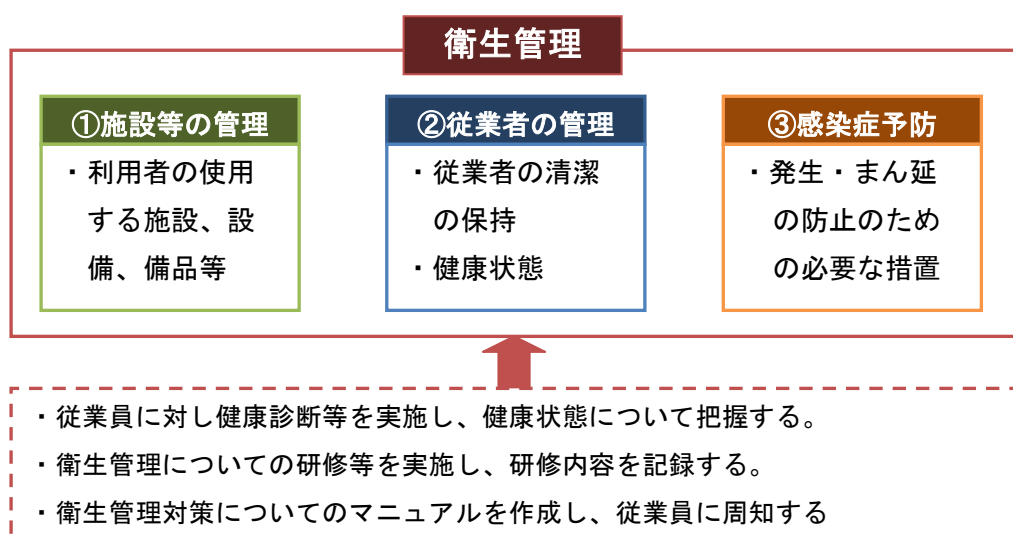 衛生管理
①施設等の管理
・利用者の使用
する施設、設
備、備品等
②従業者の管理
・従業者の清潔
の保持
・健康状態
③感染症予防
・発生・まん延
の防止のため
の必要な措置
・従業員に対し健康診断等を実施し、健康状態について把握する。
・衛生管理についての研修等を実施し、研修内容を記録する。
・衛生管理対策についてのマニュアルを作成し、従業員に周知する